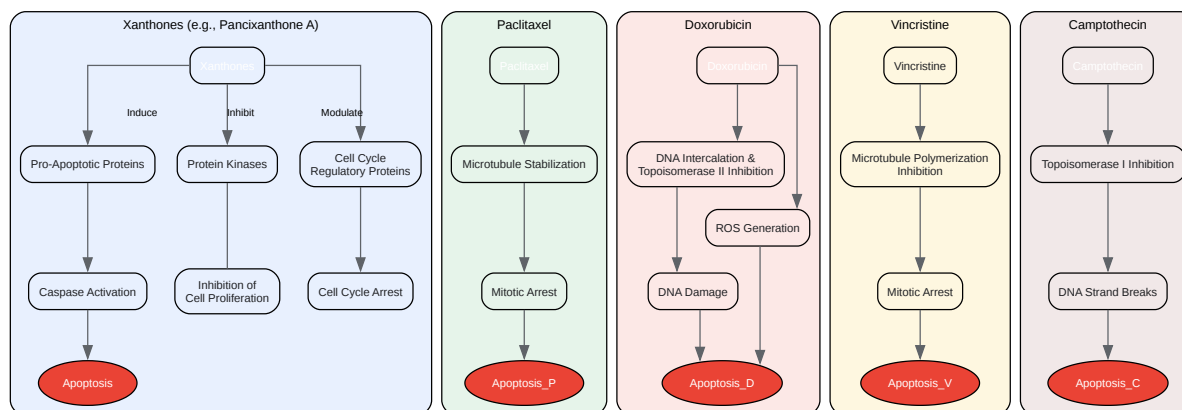 Xanthones (e.g., Pancixanthone A)
Xanthones
Induce
Inhibit
Modulate
Pro-Apoptotic Proteins
Protein Kinases
Cell Cycle
Regulatory Proteins
Caspase Activation
Inhibition of
Cell Proliferation
Cell Cycle Arrest
Apoptosis
Paclitaxel
Paclitaxel
Microtubule Stabilization
Mitotic Arrest
Apoptosis_P
Doxorubicin
Doxorubicin
DNA Intercalation &
Topoisomerase II Inhibition
ROS Generation
DNA Damage
Apoptosis_D
Vincristine
Vincristine
Microtubule Polymerization
Inhibition
Mitotic Arrest
Apoptosis_V
Camptothecin
Camptothecin
Topoisomerase I Inhibition
DNA Strand Breaks
Apoptosis_C